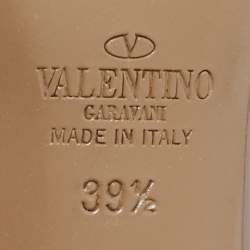 VALENTINO
GARAVANI
MADE IN ITALY
39½